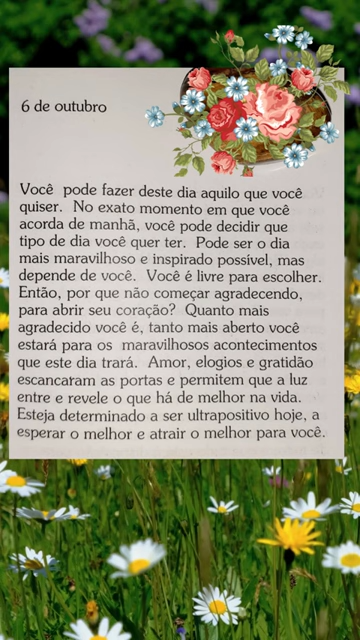 6 de outubro
Você pode fazer deste dia aquilo que você
quiser. No exato momento em que você
acorda de manhã, você pode decidir que
tipo de dia você quer ter. Pode ser o dia
mais maravilhoso e inspirado possível, mas
depende de você. Você é livre para escolher.
Então, por que não começar agradecendo,
para abrir seu coração? Quanto mais
agradecido você é, tanto mais aberto você
estará para os maravilhosos acontecimentos
que este dia trará. Amor, elogios e gratidão
escancaram as portas e permitem que a luz
entre e revele o que há de melhor na vida.
Esteja determinado a ser ultrapositivo hoje, a
esperar o melhor e atrair o melhor para você.